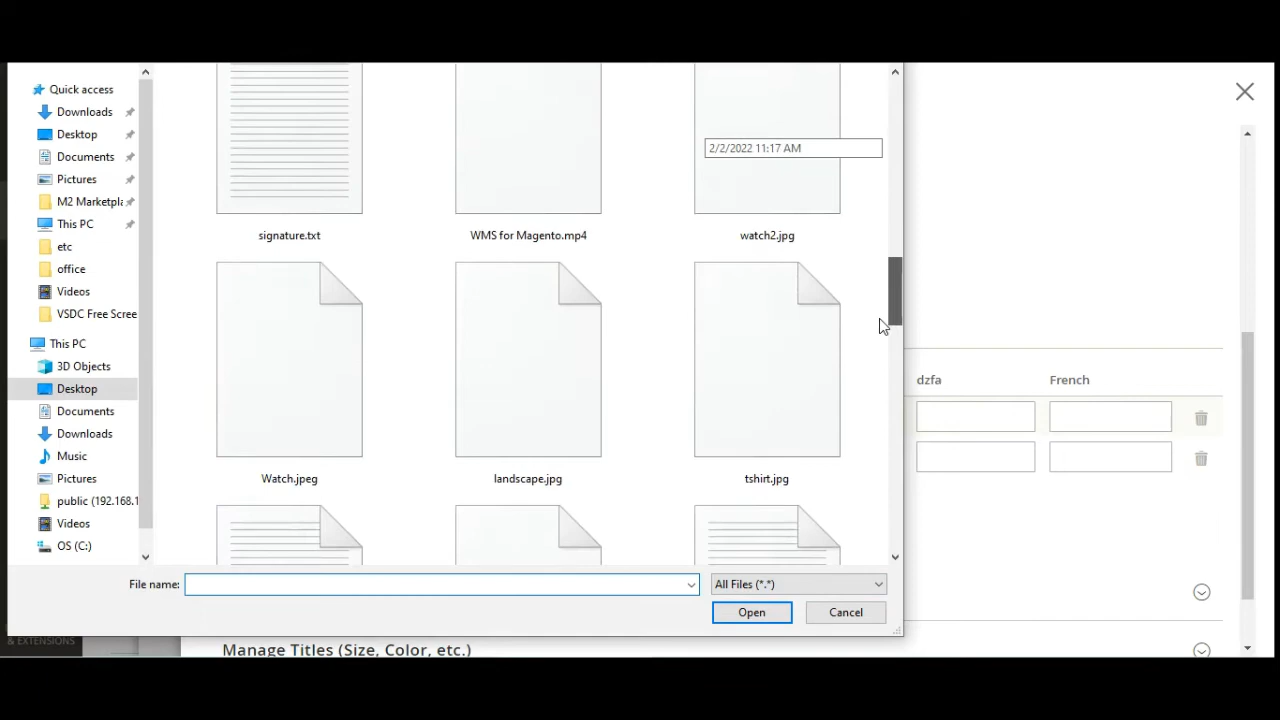 Quick access
Downloads
Desktop
Documents
Pictures
M2 Marketpla
This PC
etc
office
Videos
VSDC Free Scree
This PC
3D Objects
Desktop
Documents
Downloads
Music
Pictures
public (192.168.1
Videos
OS (C:)
2/2/2022 11:17 AM
signature.txt
WMS for Magento.mp4
watch2.jpg
Watch.jpeg
landscape.jpg
tshirt.jpg
File name:
All Files (*.*)
Open
Cancel
dzfa
French
& EXTENSIONS
Manage Titles (Size, Color, etc.)